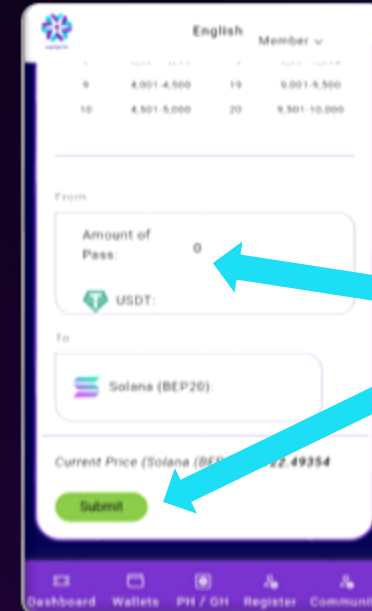 English
Member
9 4,001-4,500 19 9,001-9,500
10 4,501-5,000 20 9,501-10,000
From
Amount of
Pass: 0
USDT:
To
Solana (BEP20):
Current Price (Solana (BEP 22.49354
Submit
Dashboard Wallets PH / GH Register Communit